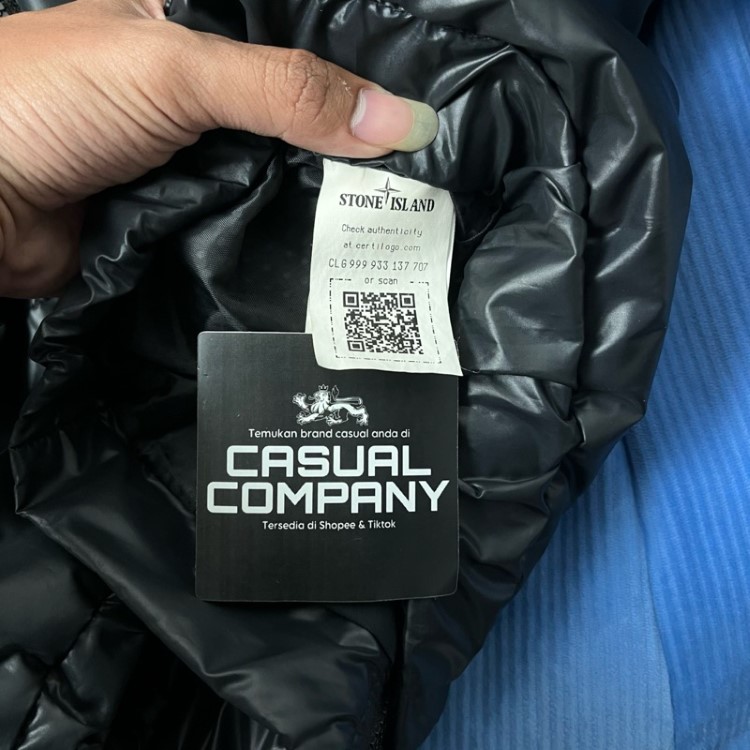 STONE ISLAND
Check authenticity
at certilogo.com
CLG 999 933 137 707
or scan
Temukan brand casual anda di
CASUAL
COMPANY
Tersedia di Shopee & Tiktok